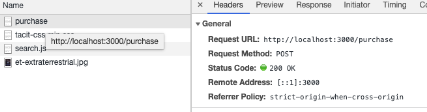 Name
purchase
tacit-css
http://localhost:3000/purchase
search.js
et-extraterrestrial.jpg
Headers Preview Response Initiator Timing Co
General
Request URL: http://localhost:3000/purchase
Request Method: POST
Status Code: 200 OK
Remote Address: [::1]:3000
Referrer Policy: strict-origin-when-cross-origin